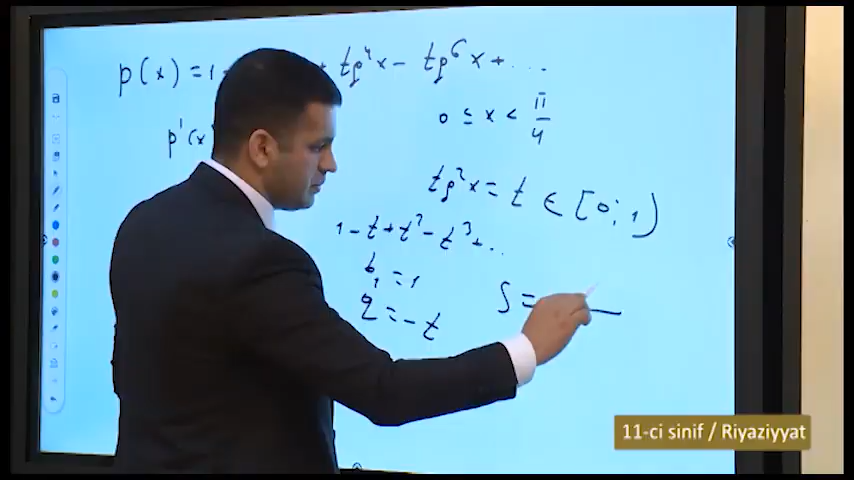 p(x) = 1 - + tg⁴x - tg⁶x + ...
0 ≤ x < π/4
p'(x
tg²x = t ∈ [0; 1)
1 - t + t² - t³ + ...
b₁ = 1
q = -t
S =
11-ci sinif / Riyaziyyat